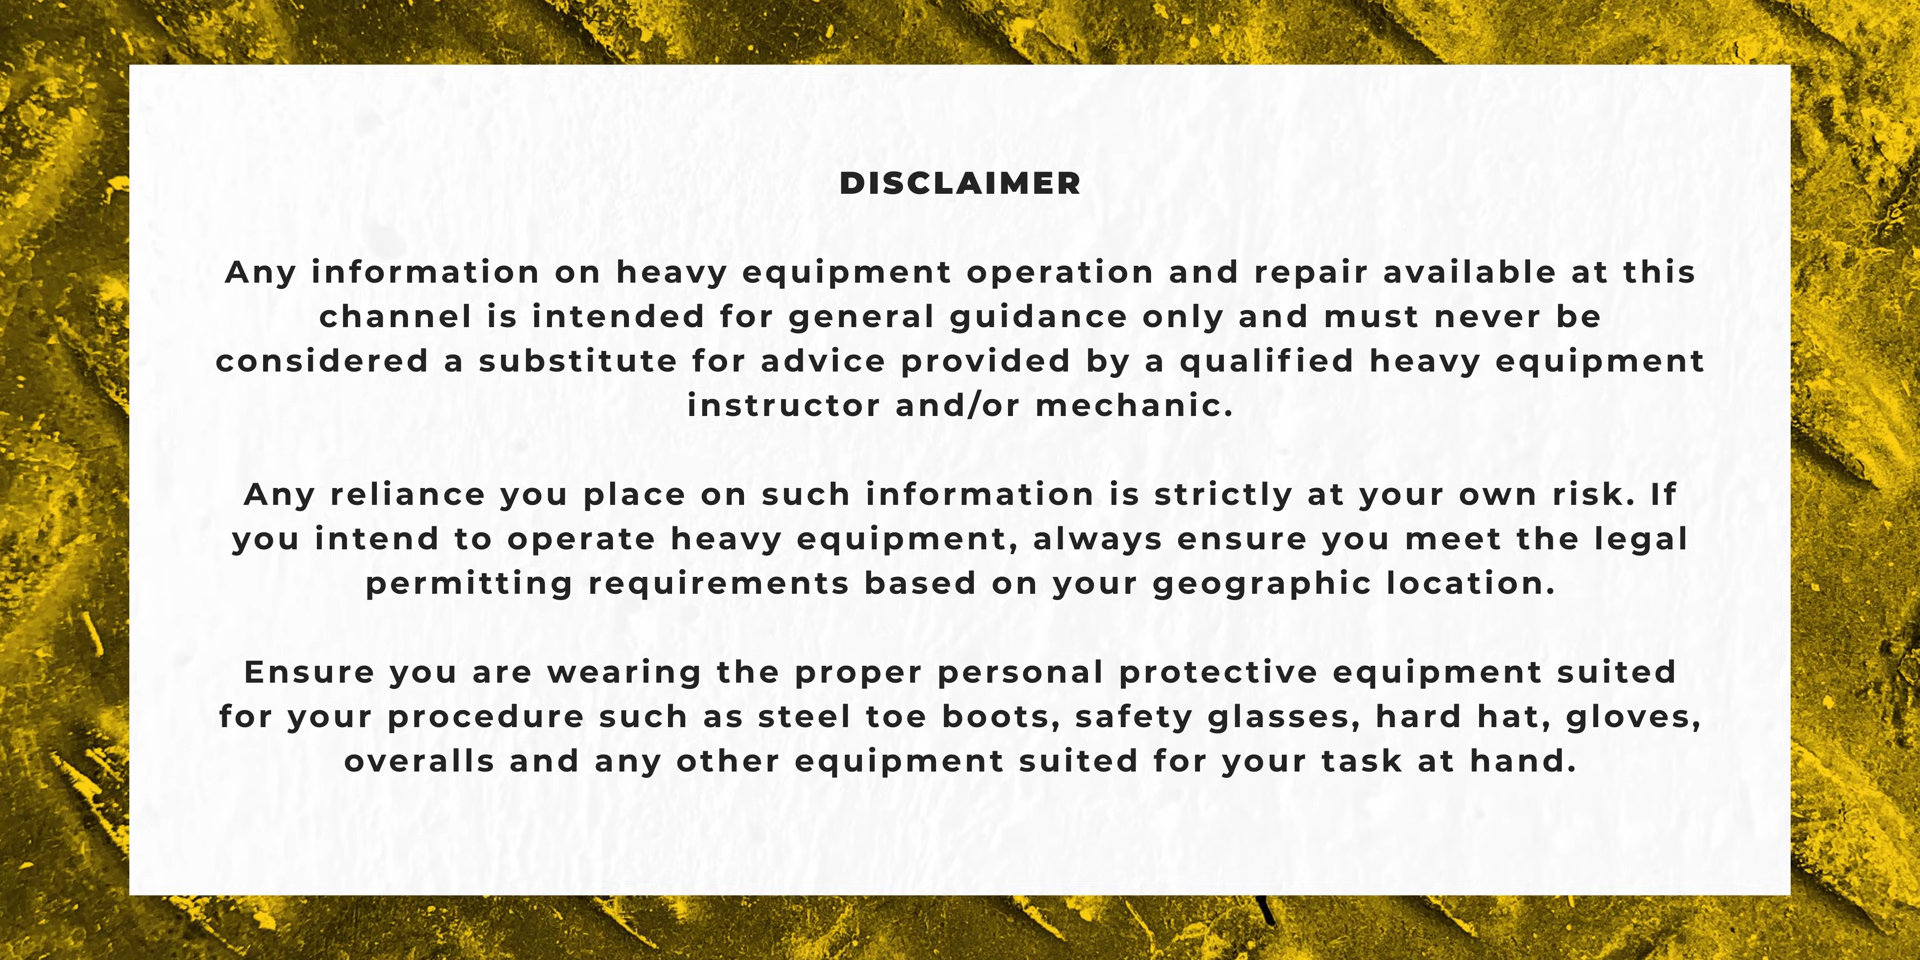 DISCLAIMER
Any information on heavy equipment operation and repair available at this
channel is intended for general guidance only and must never be
considered a substitute for advice provided by a qualified heavy equipment
instructor and/or mechanic.
Any reliance you place on such information is strictly at your own risk. If
you intend to operate heavy equipment, always ensure you meet the legal
permitting requirements based on your geographic location.
Ensure you are wearing the proper personal protective equipment suited
for your procedure such as steel toe boots, safety glasses, hard hat, gloves,
overalls and any other equipment suited for your task at hand.